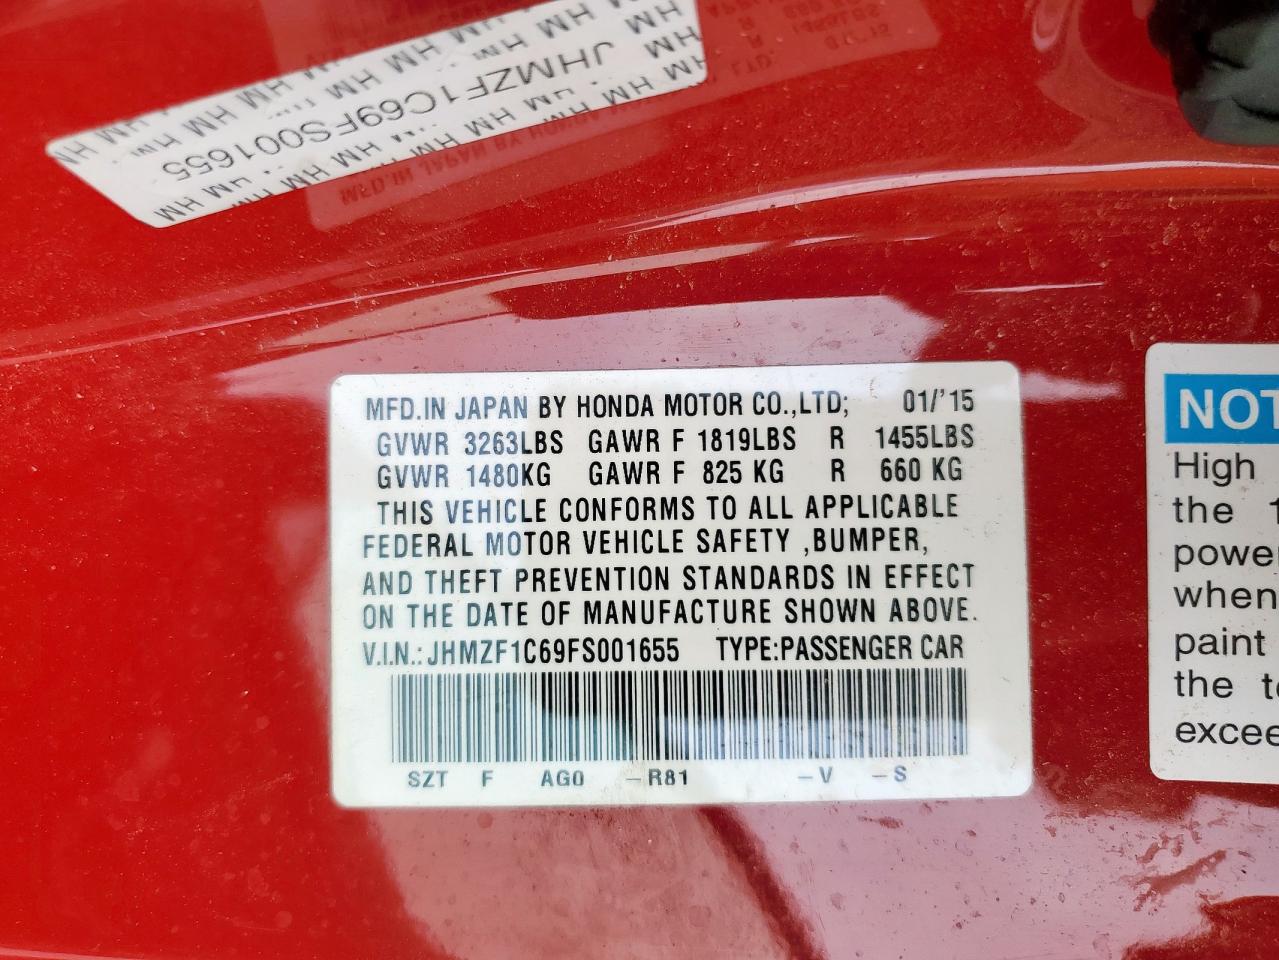 JHMZF1C69FS001655
MFD.IN JAPAN BY HONDA MOTOR CO.,LTD; 01/'15
GVWR 3263LBS GAWR F 1819LBS R 1455LBS
GVWR 1480KG GAWR F 825 KG R 660 KG
THIS VEHICLE CONFORMS TO ALL APPLICABLE
FEDERAL MOTOR VEHICLE SAFETY ,BUMPER,
AND THEFT PREVENTION STANDARDS IN EFFECT
ON THE DATE OF MANUFACTURE SHOWN ABOVE.
V.I.N.:JHMZF1C69FS001655 TYPE:PASSENGER CAR
SZT F AG0 –R81 –V –S
NOT
High
the 1
power
when
paint
the to
excee